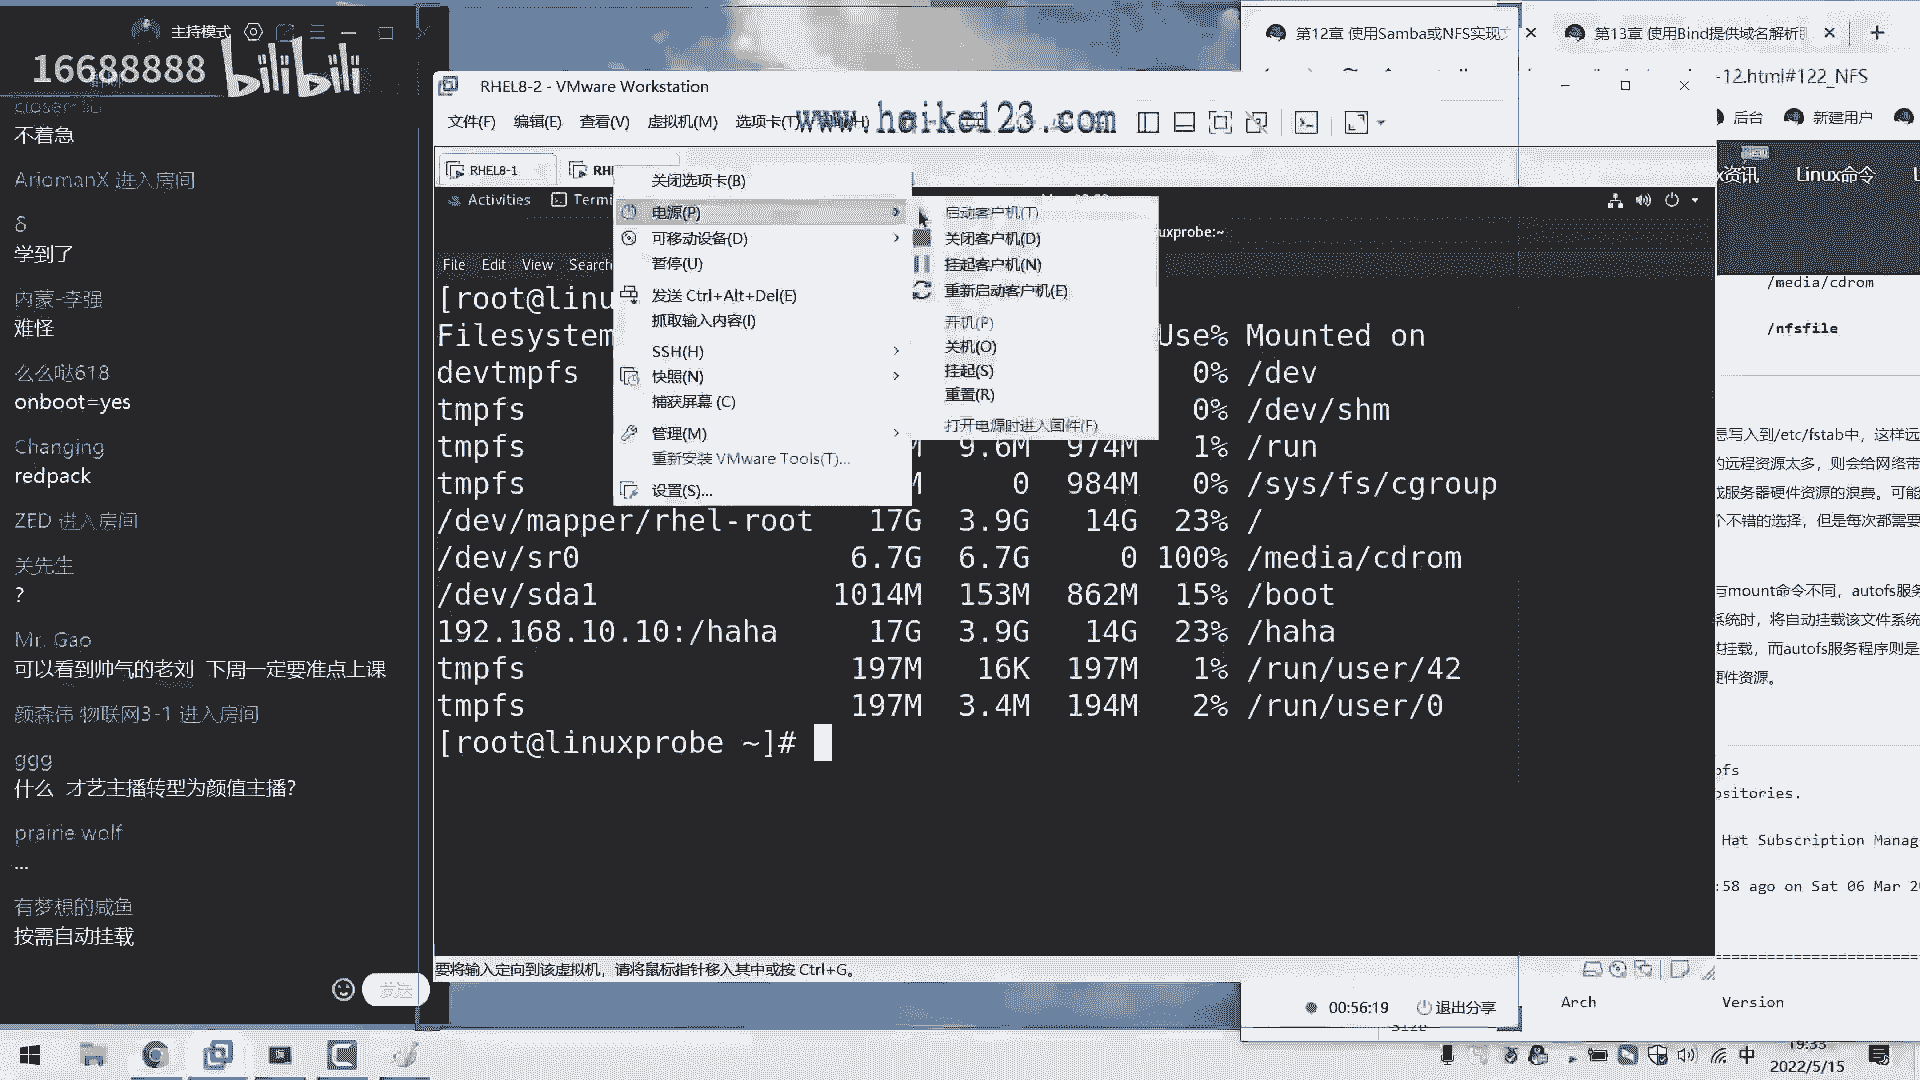 主持模式
16688888
bilibili
不着急
AriomanX 进入房间
δ
学到了
内蒙-李强
难怪
么么哒618
onboot=yes
Changing
redpack
ZED 进入房间
关先生
?
Mr. Gao
可以看到帅气的老刘 下周一定要准点上课
颜森伟 物联网3-1 进入房间
ggg
什么 才艺主播转型为颜值主播？
prairie wolf
...
有梦想的咸鱼
按需自动挂载
发送
第12章 使用Samba或NFS实现
第13章 使用Bind提供域名解析
-12.html#122_NFS
后台
新建用户
RHEL8-2 - VMware Workstation
文件(F) 编辑(E) 查看(V) 虚拟机(M) 选项卡(T)
www.haike123.com
RHEL8-1
Activities
关闭选项卡(B)
电源(P)
可移动设备(D)
暂停(U)
发送 Ctrl+Alt+Del(E)
抓取输入内容(I)
SSH(H)
快照(N)
捕获屏幕 (C)
管理(M)
重新安装 VMware Tools(T)...
设置(S)...
启动客户机(T)
关闭客户机(D)
挂起客户机(N)
重新启动客户机(E)
开机(P)
关机(O)
挂起(S)
重置(R)
打开电源时进入固件(F)
uxprobe:~
File Edit View Search
[root@linu
Filesystem Use% Mounted on
devtmpfs 0% /dev
tmpfs 0% /dev/shm
tmpfs 9.6M 974M 1% /run
tmpfs 0 984M 0% /sys/fs/cgroup
/dev/mapper/rhel-root 17G 3.9G 14G 23% /
/dev/sr0 6.7G 6.7G 0 100% /media/cdrom
/dev/sda1 1014M 153M 862M 15% /boot
192.168.10.10:/haha 17G 3.9G 14G 23% /haha
tmpfs 197M 16K 197M 1% /run/user/42
tmpfs 197M 3.4M 194M 2% /run/user/0
[root@linuxprobe ~]#
要将输入定向到该虚拟机，请将鼠标指针移入其中或按 Ctrl+G。
00:56:19 退出分享
x资讯 Linux命令
/media/cdrom
/nfsfile
写入到/etc/fstab中，这样远
的远程资源太多，则会给网络带
服务器硬件资源的浪费。可能
个不错的选择，但是每次都需要
与mount命令不同，autofs服务
系统时，将自动挂载该文件系统
挂载，而autofs服务程序则是
硬件资源。
ofs
ositories.
Hat Subscription Manag
:58 ago on Sat 06 Mar 2
Arch Version
中
19:33
2022/5/15